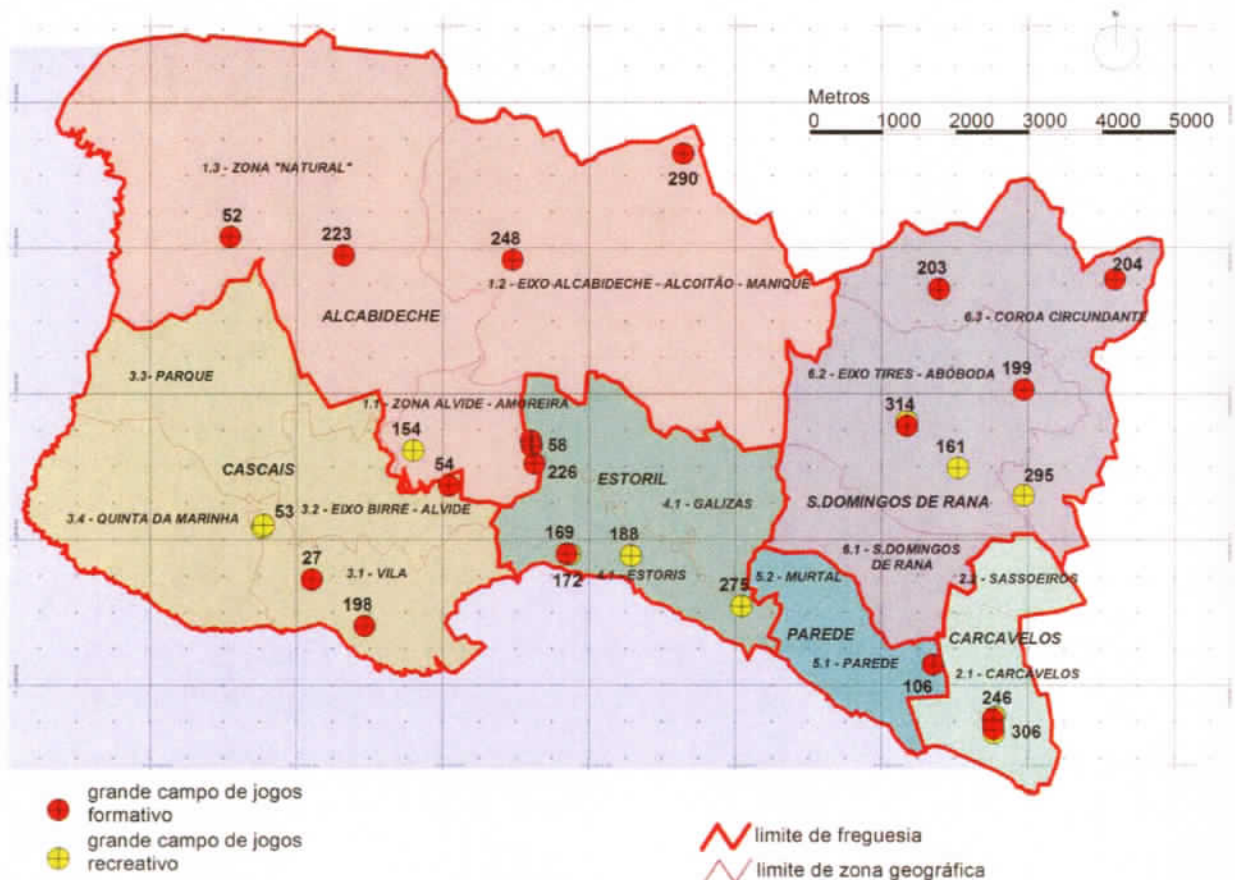 Metros
0 1000 2000 3000 4000 5000
1.3 - ZONA "NATURAL"
290
52
223
248
1.2 - EIXO ALCABIDECHE - ALCOITÃO - MANIQUE
203
204
ALCABIDECHE
6.3 - COROA CIRCUNDANTE
3.3- PARQUE
6.2 - EIXO TIRES - ABÓBODA
199
1.1 - ZONA ALVIDE - AMOREIRA
314
154
58
161
CASCAIS
54
226
ESTORIL
295
4.1 - GALIZAS
S.DOMINGOS DE RANA
3.4 - QUINTA DA MARINHA
53
3.2 - EIXO BIRRE - ALVIDE
169
188
27
3.1 - VILA
172
4.1 - ESTORIS
6.1 - S.DOMINGOS
DE RANA
275
5.2 - MURTAL
2.2 - SASSOEIROS
198
PAREDE
CARCAVELOS
5.1 - PAREDE
106
2.1 - CARCAVELOS
246
306
grande campo de jogos
formativo
grande campo de jogos
recreativo
limite de freguesia
limite de zona geográfica